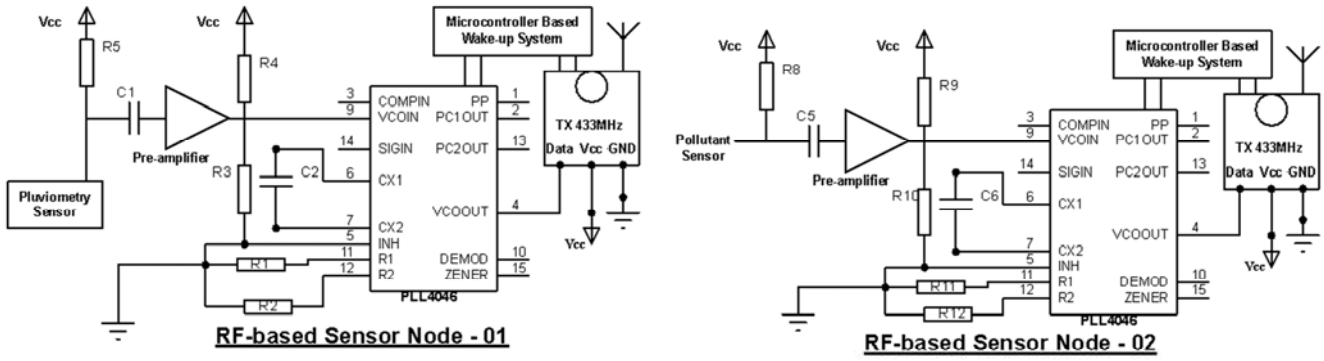 Vcc
R5
C1
Pre-amplifier
Pluviometry
Sensor
Vcc
R4
R3
C2
R1
R2
Microcontroller Based
Wake-up System
TX 433MHz
Data Vcc GND
Vcc
3 COMPIN PP 1
9 VCOIN PC1OUT 2
14 SIGIN PC2OUT 13
6 CX1
VCOOUT 4
7 CX2
5 INH
11 R1 DEMOD 10
12 R2 ZENER 15
PLL4046
RF-based Sensor Node - 01
Vcc
R8
Pollutant
Sensor
C5
Pre-amplifier
Vcc
R9
R10
C6
R11
R12
Microcontroller Based
Wake-up System
TX 433MHz
Data Vcc GND
Vcc
3 COMPIN PP 1
9 VCOIN PC1OUT 2
14 SIGIN PC2OUT 13
6 CX1
VCOOUT 4
7 CX2
5 INH
11 R1 DEMOD 10
12 R2 ZENER 15
PLL4046
RF-based Sensor Node - 02